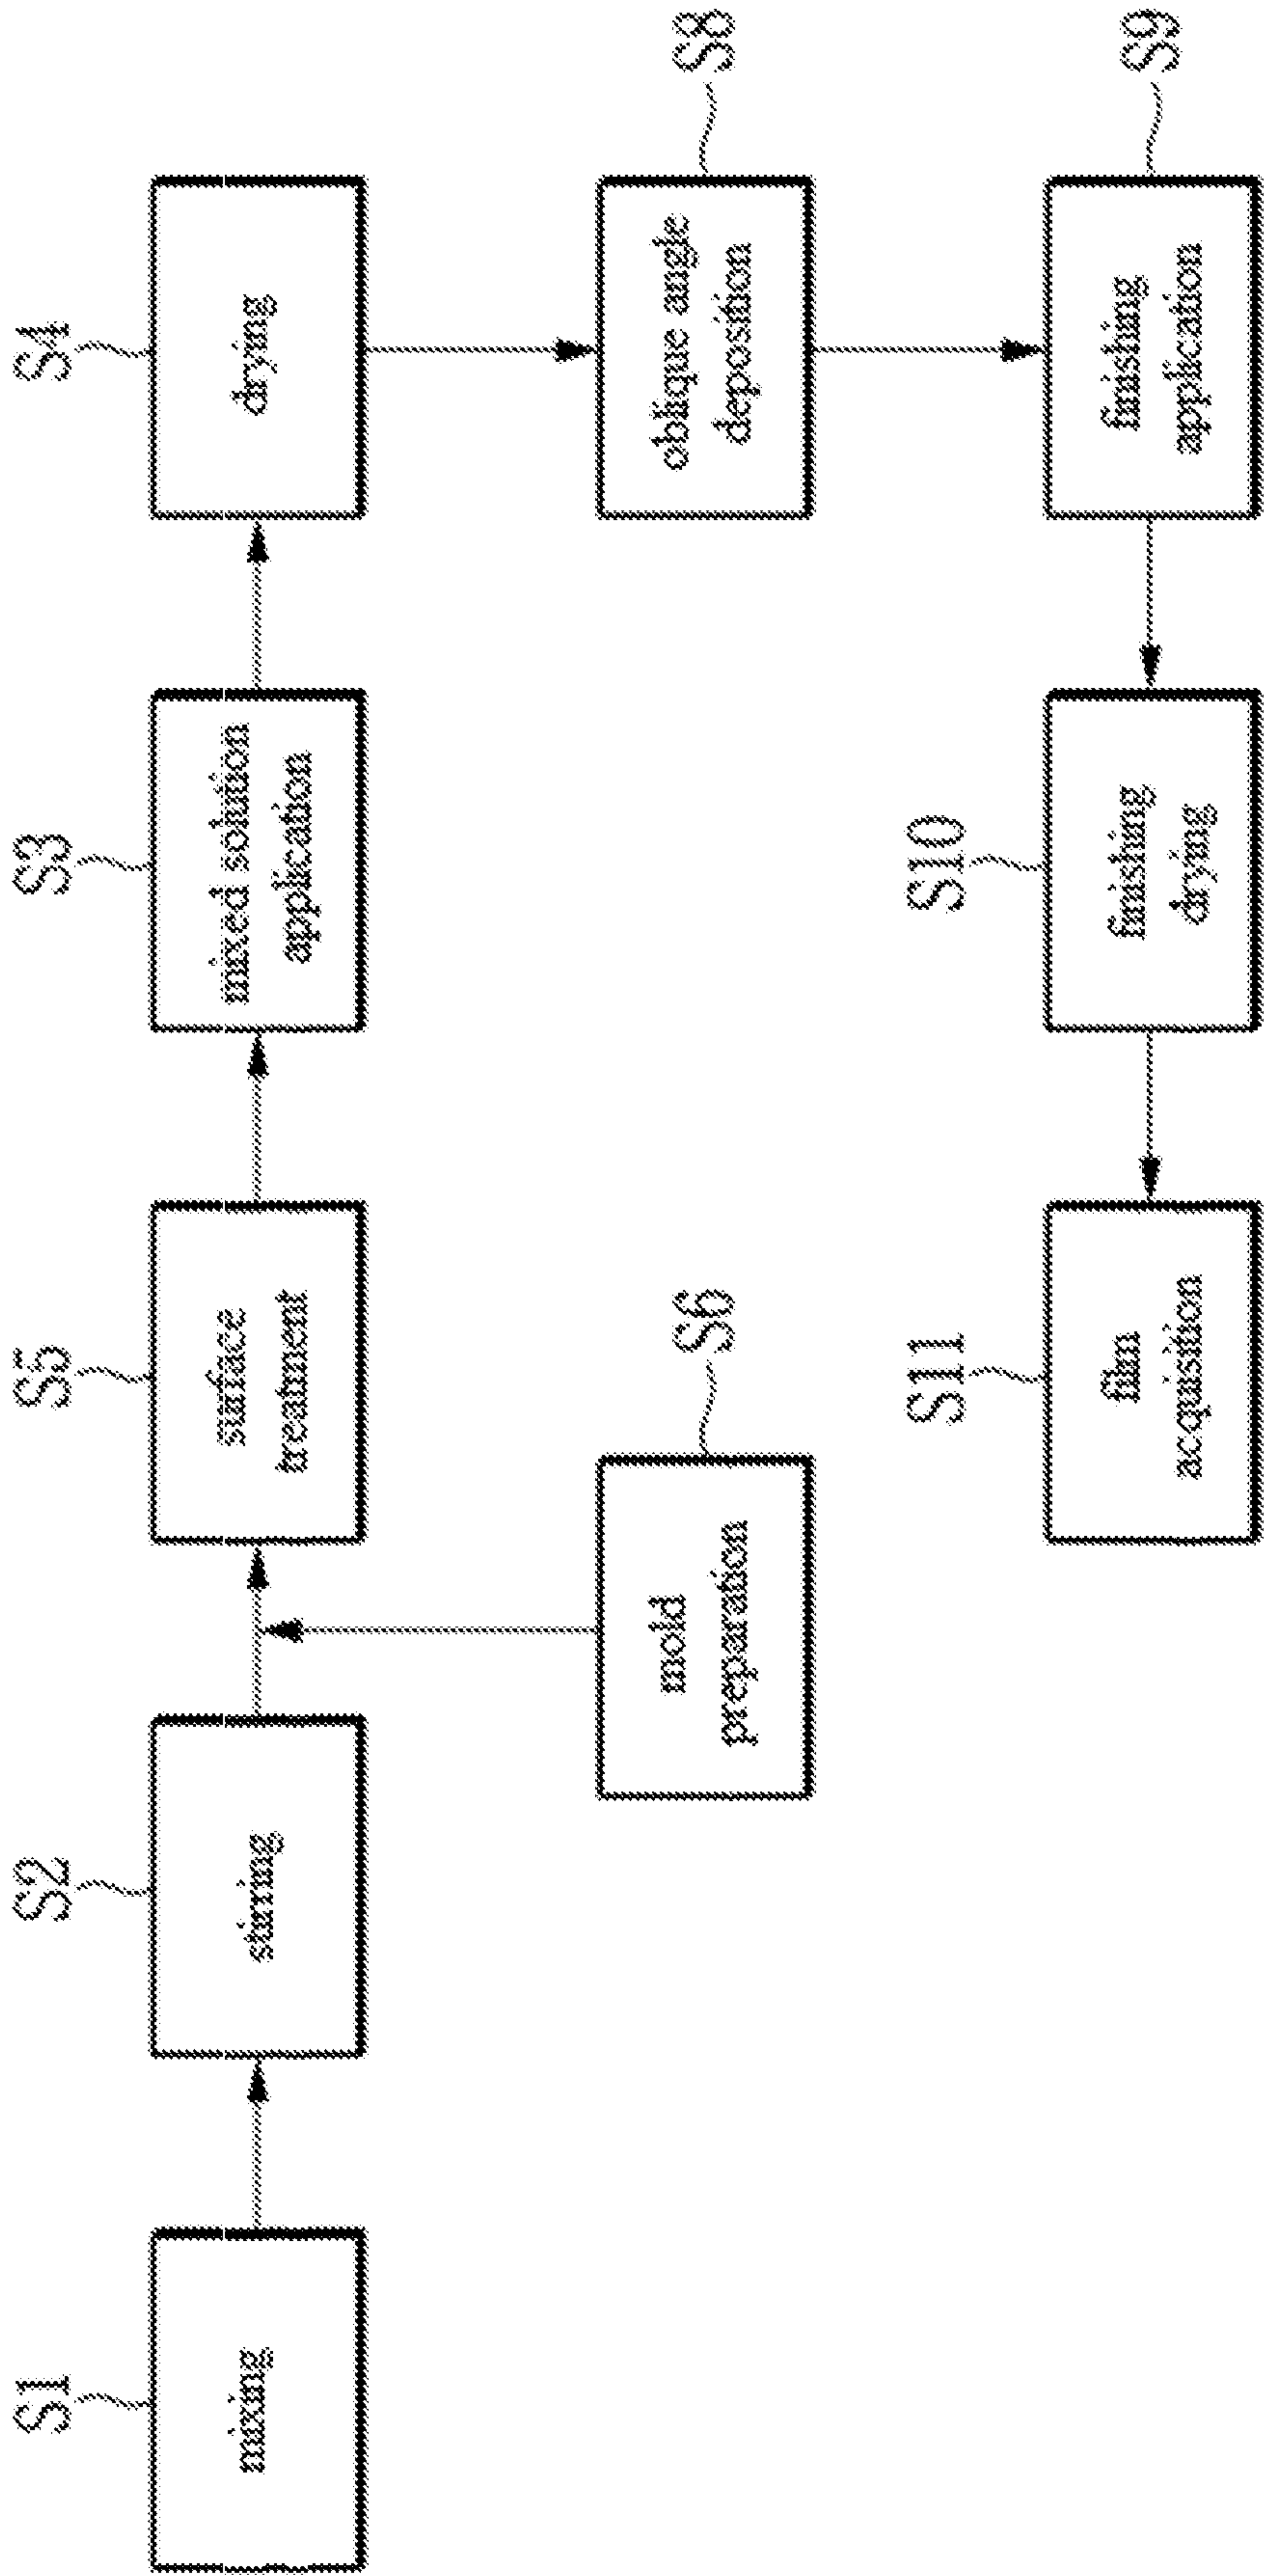 S1
mixing
S2
stirring
S5
surface
treatment
S3
mixed solution
application
S4
drying
mold
preparation
S6
oblique angle
deposition
S8
S11
film
acquisition
S10
finishing
drying
finishing
application
S9